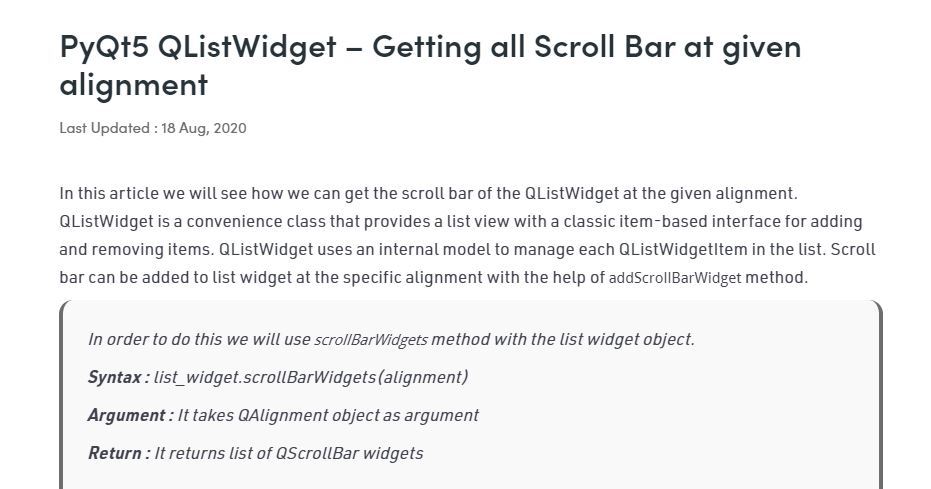 PyQt5 QListWidget – Getting all Scroll Bar at given
alignment
Last Updated : 18 Aug, 2020
In this article we will see how we can get the scroll bar of the QListWidget at the given alignment.
QListWidget is a convenience class that provides a list view with a classic item-based interface for adding
and removing items. QListWidget uses an internal model to manage each QListWidgetItem in the list. Scroll
bar can be added to list widget at the specific alignment with the help of addScrollBarWidget method.
In order to do this we will use scrollBarWidgets method with the list widget object.
Syntax : list_widget.scrollBarWidgets(alignment)
Argument : It takes QAlignment object as argument
Return : It returns list of QScrollBar widgets